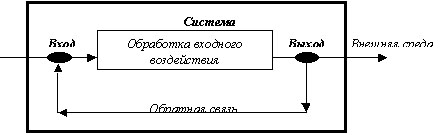 Система
Вход
Обработка входного
воздействия
Выход
Внешняя среда
Обратная связь